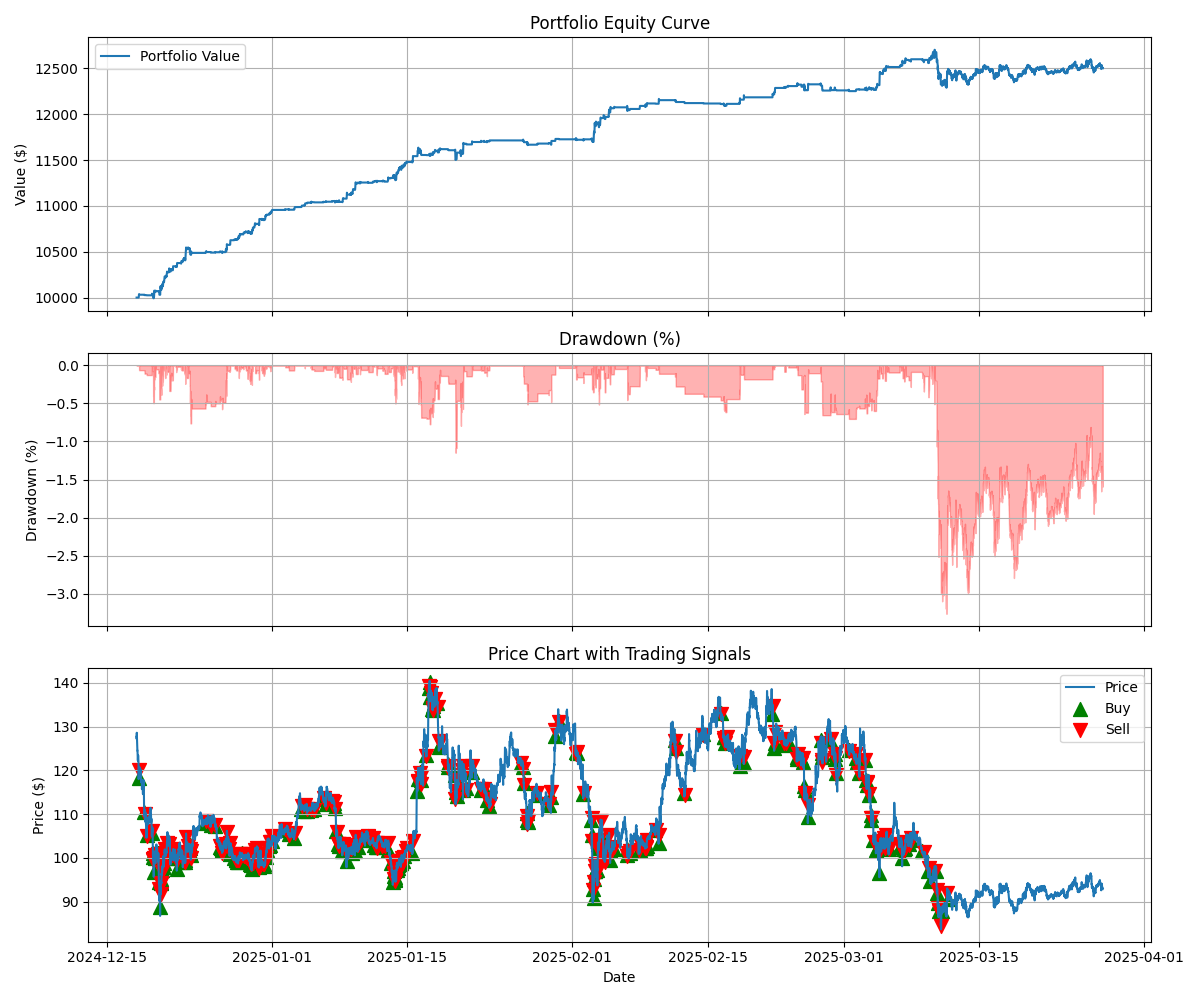 Portfolio Equity Curve
Portfolio Value
12500
12000
11500
11000
10500
10000
Value ($)
Drawdown (%)
0.0
−0.5
−1.0
−1.5
−2.0
−2.5
−3.0
Drawdown (%)
Price Chart with Trading Signals
Price
Buy
Sell
140
130
120
110
100
90
Price ($)
2024-12-15 2025-01-01 2025-01-15 2025-02-01 2025-02-15 2025-03-01 2025-03-15 2025-04-01
Date